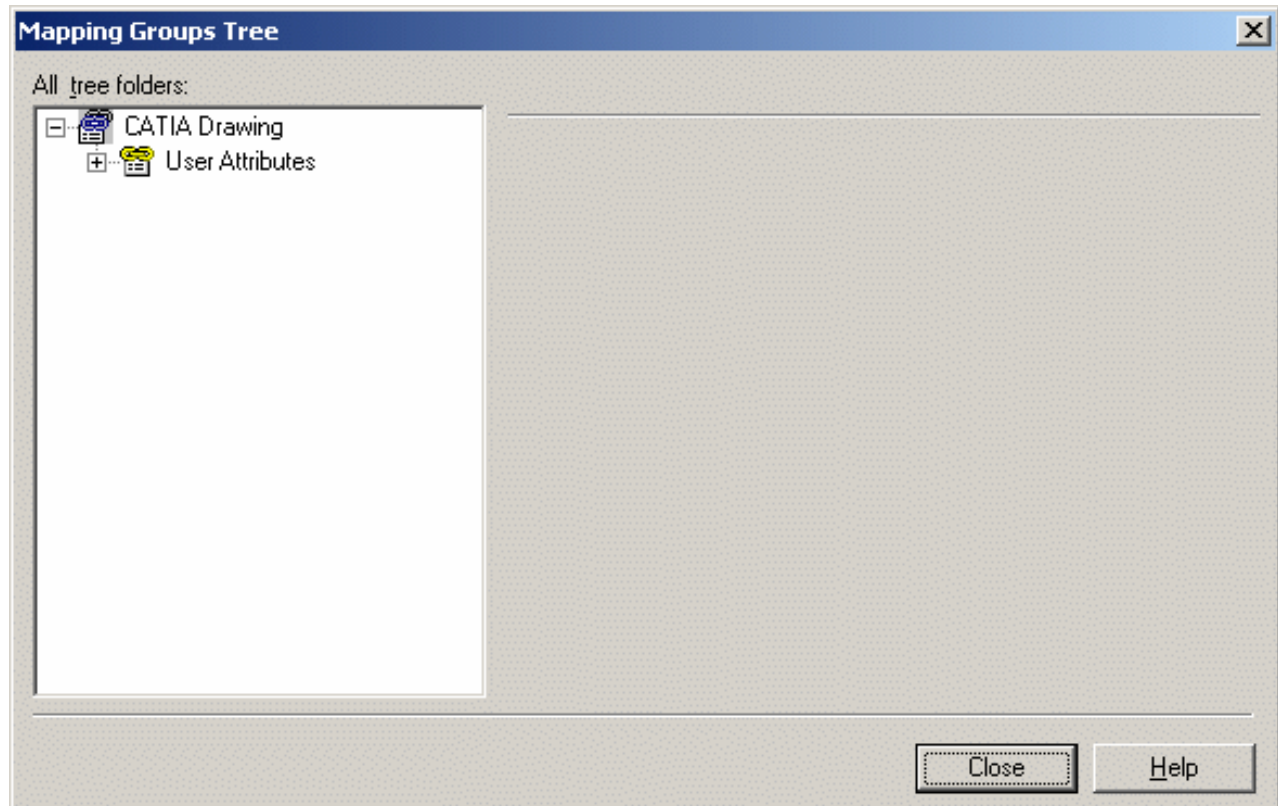 Mapping Groups Tree
All tree folders:
CATIA Drawing
User Attributes
Close
Help